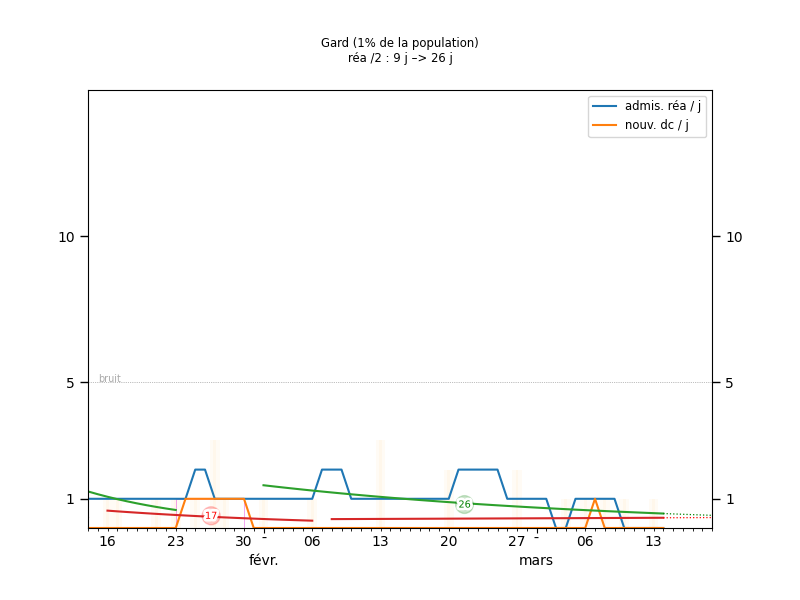 Gard (1% de la population)
réa /2 : 9 j –> 26 j
admis. réa / j
nouv. dc / j
10 10
bruit
5 5
1 1
26
17
16 23 30 06 13 20 27 06 13
févr. mars